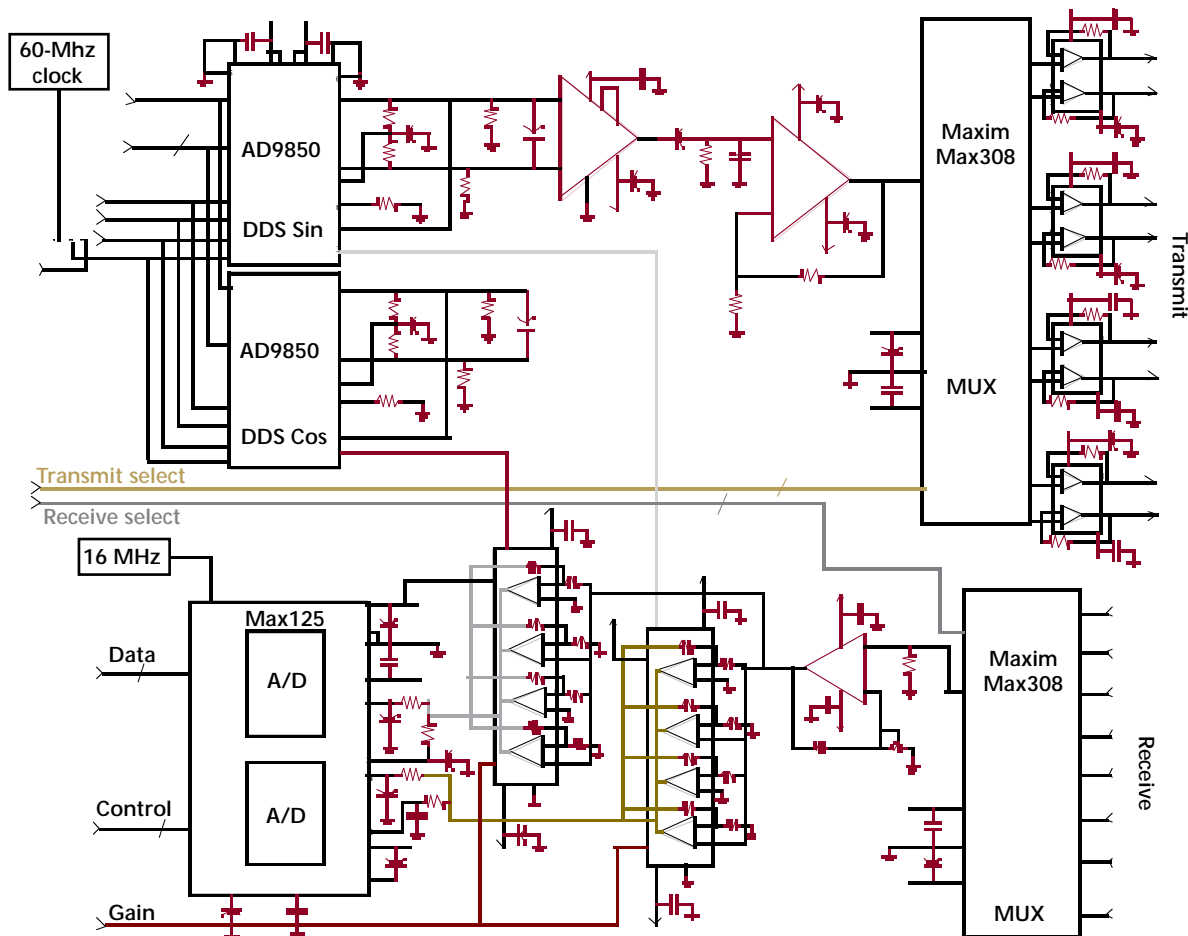 60-Mhz
clock
AD9850
DDS Sin
AD9850
DDS Cos
Maxim
Max308
MUX
Transmit
Transmit select
Receive select
16 MHz
Max125
A/D
A/D
Data
Control
Gain
Maxim
Max308
MUX
Receive